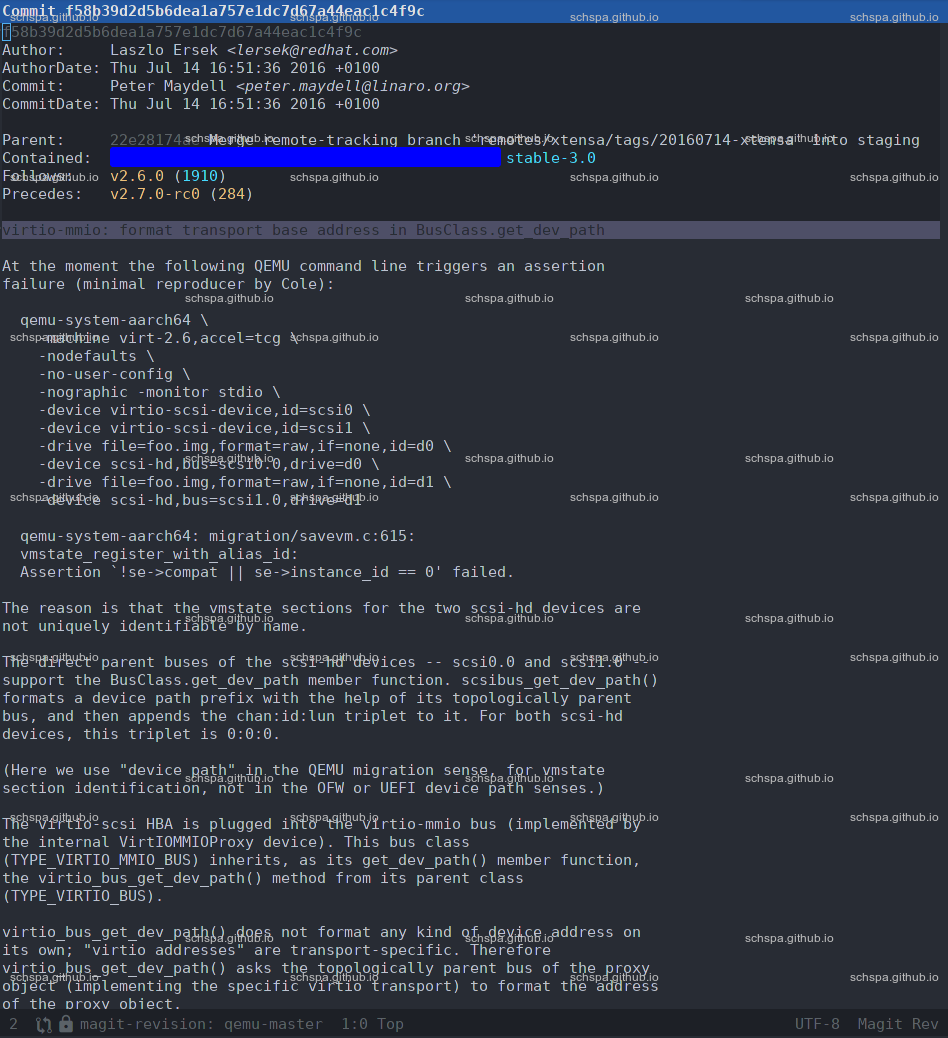 Commit f58b39d2d5b6dea1a757e1dc7d67a44eac1c4f9c
f58b39d2d5b6dea1a757e1dc7d67a44eac1c4f9c
Author: Laszlo Ersek <lersek@redhat.com>
AuthorDate: Thu Jul 14 16:51:36 2016 +0100
Commit: Peter Maydell <peter.maydell@linaro.org>
CommitDate: Thu Jul 14 16:51:36 2016 +0100
Parent: 22e28174a Merge remote-tracking branch 'remotes/xtensa/tags/20160714-xtensa' into staging
Contained: stable-3.0
Follows: v2.6.0 (1910)
Precedes: v2.7.0-rc0 (284)
virtio-mmio: format transport base address in BusClass.get_dev_path
At the moment the following QEMU command line triggers an assertion
failure (minimal reproducer by Cole):
qemu-system-aarch64 \
-machine virt-2.6,accel=tcg \
-nodefaults \
-no-user-config \
-nographic -monitor stdio \
-device virtio-scsi-device,id=scsi0 \
-device virtio-scsi-device,id=scsi1 \
-drive file=foo.img,format=raw,if=none,id=d0 \
-device scsi-hd,bus=scsi0.0,drive=d0 \
-drive file=foo.img,format=raw,if=none,id=d1 \
-device scsi-hd,bus=scsi1.0,drive=d1
qemu-system-aarch64: migration/savevm.c:615:
vmstate_register_with_alias_id:
Assertion `!se->compat || se->instance_id == 0' failed.
The reason is that the vmstate sections for the two scsi-hd devices are
not uniquely identifiable by name.
The direct parent buses of the scsi-hd devices -- scsi0.0 and scsi1.0 --
support the BusClass.get_dev_path member function. scsibus_get_dev_path()
formats a device path prefix with the help of its topologically parent
bus, and then appends the chan:id:lun triplet to it. For both scsi-hd
devices, this triplet is 0:0:0.
(Here we use "device path" in the QEMU migration sense, for vmstate
section identification, not in the OFW or UEFI device path senses.)
The virtio-scsi HBA is plugged into the virtio-mmio bus (implemented by
the internal VirtIOMMIOProxy device). This bus class
(TYPE_VIRTIO_MMIO_BUS) inherits, as its get_dev_path() member function,
the virtio_bus_get_dev_path() method from its parent class
(TYPE_VIRTIO_BUS).
virtio_bus_get_dev_path() does not format any kind of device address on
its own; "virtio addresses" are transport-specific. Therefore
virtio_bus_get_dev_path() asks the topologically parent bus of the proxy
object (implementing the specific virtio transport) to format the address
of the proxy object.
2 magit-revision: qemu-master 1:0 Top UTF-8 Magit Rev
schspa.github.io